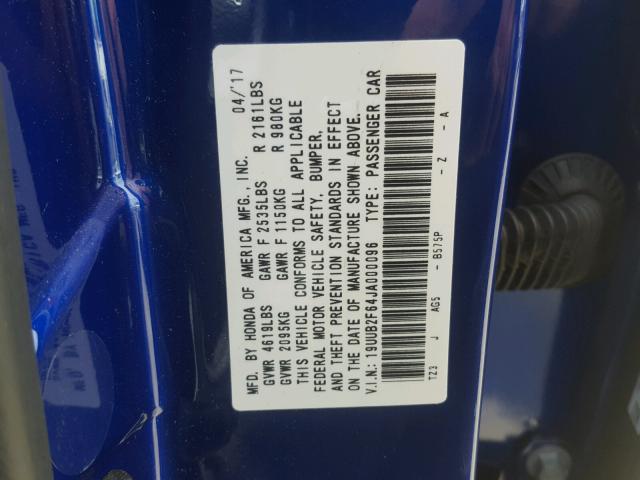 MFD. BY HONDA OF AMERICA MFG., INC. 04/'17
GVWR 4619LBS GAWR F 2535LBS R 2161LBS
GVWR 2095KG GAWR F 1150KG R 980KG
THIS VEHICLE CONFORMS TO ALL APPLICABLE
FEDERAL MOTOR VEHICLE SAFETY, BUMPER,
AND THEFT PREVENTION STANDARDS IN EFFECT
ON THE DATE OF MANUFACTURE SHOWN ABOVE.
V.I.N.: 19UUB2F64JA000096 TYPE: PASSENGER CAR
TZ3 J AG5 - B575P - Z - A